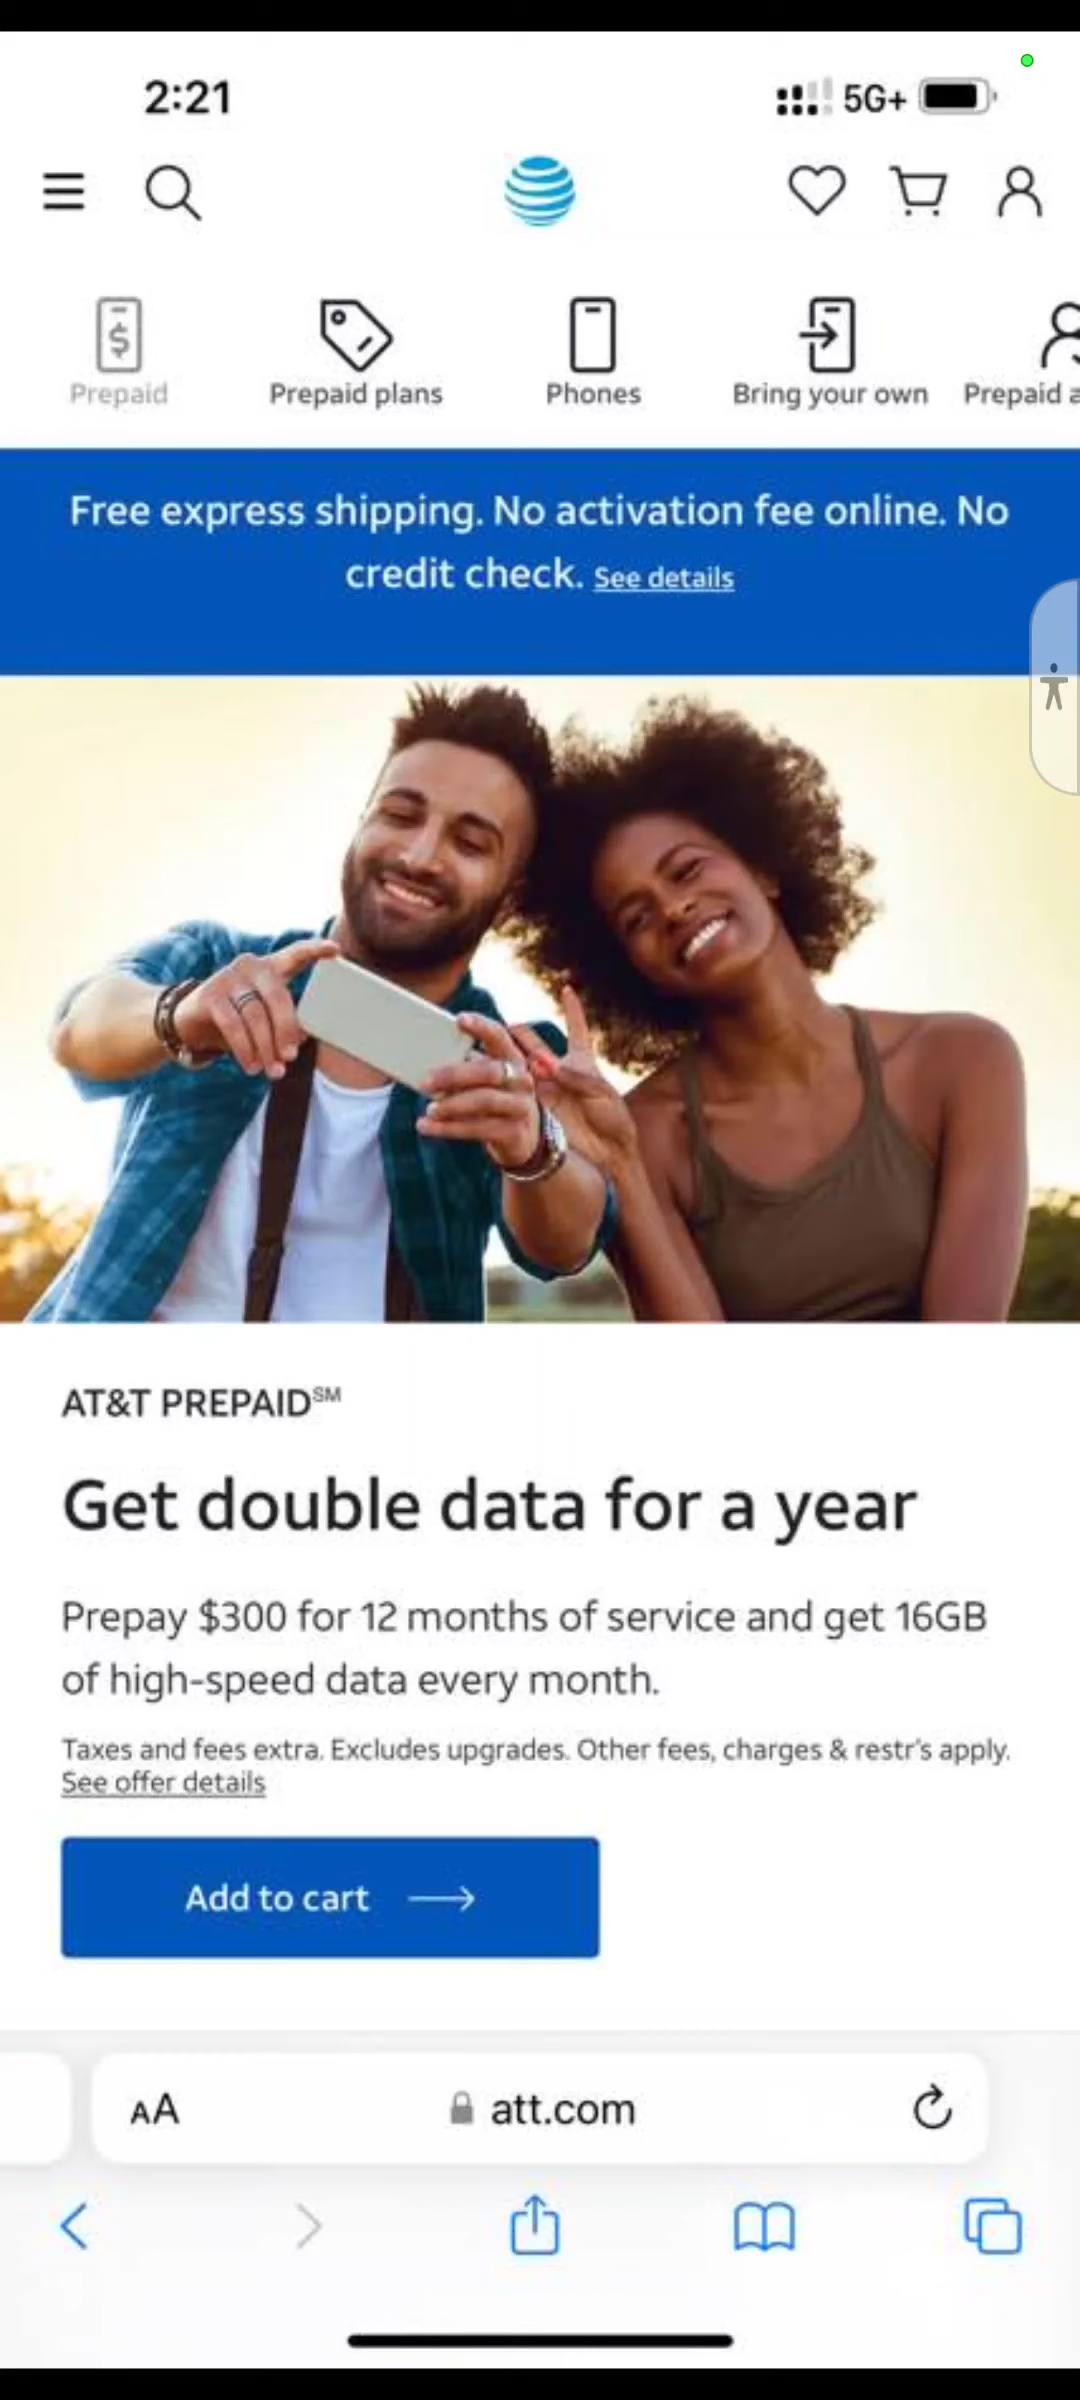 2:21
5G+
Prepaid
Prepaid plans
Phones
Bring your own
Prepaid a
Free express shipping. No activation fee online. No
credit check. See details
AT&T PREPAID℠
Get double data for a year
Prepay $300 for 12 months of service and get 16GB
of high-speed data every month.
Taxes and fees extra. Excludes upgrades. Other fees, charges & restr's apply.
See offer details
Add to cart
AA
att.com